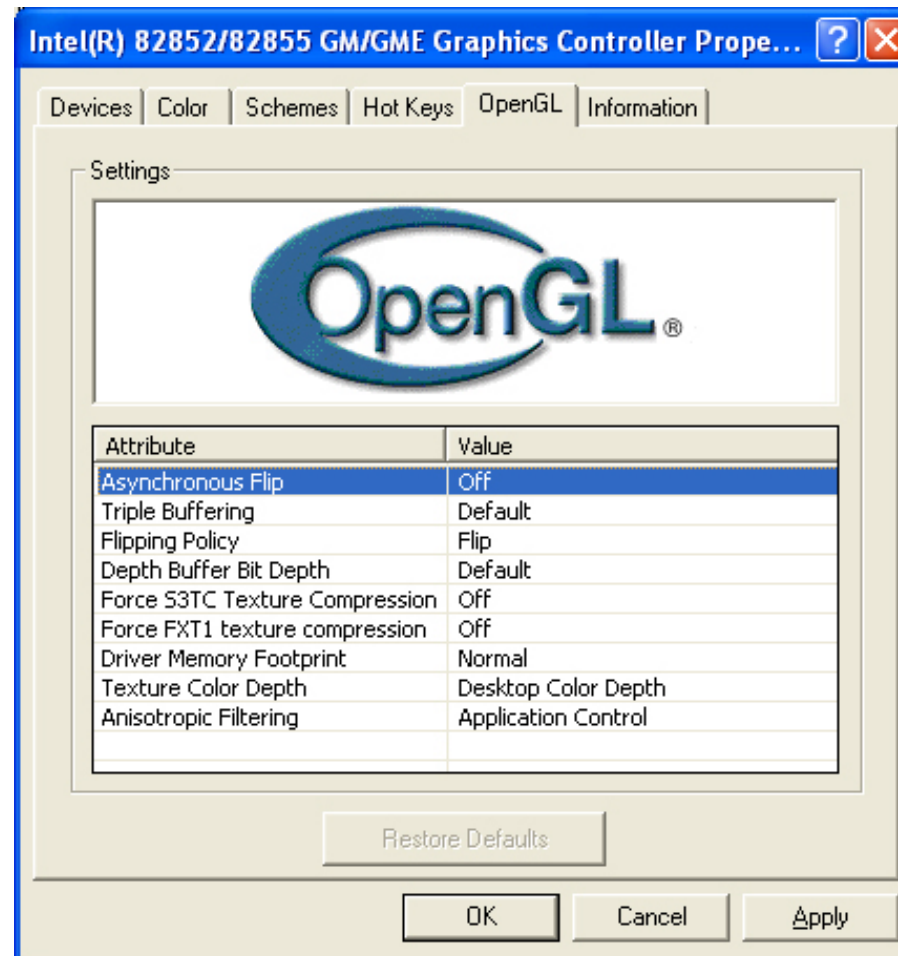 Intel(R) 82852/82855 GM/GME Graphics Controller Prope...
Devices Color Schemes Hot Keys OpenGL Information
Settings
OpenGL®
Attribute Value
Asynchronous Flip Off
Triple Buffering Default
Flipping Policy Flip
Depth Buffer Bit Depth Default
Force S3TC Texture Compression Off
Force FXT1 texture compression Off
Driver Memory Footprint Normal
Texture Color Depth Desktop Color Depth
Anisotropic Filtering Application Control
Restore Defaults
OK Cancel Apply